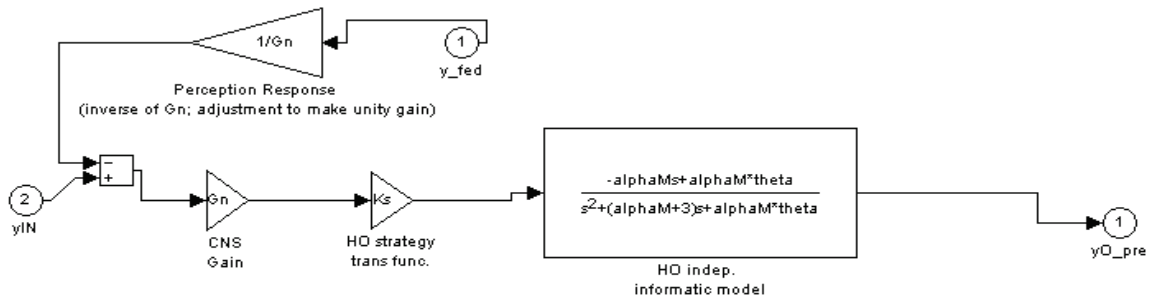 1/Gn
1
y_fed
Perception Response
(inverse of Gn; adjustment to make unity gain)
−
+
2
yIN
Gn
CNS
Gain
Ks
HO strategy
trans func.
-alphaMs+alphaM*theta
s2+(alphaM+3)s+alphaM*theta
HO indep.
informatic model
1
yO_pre